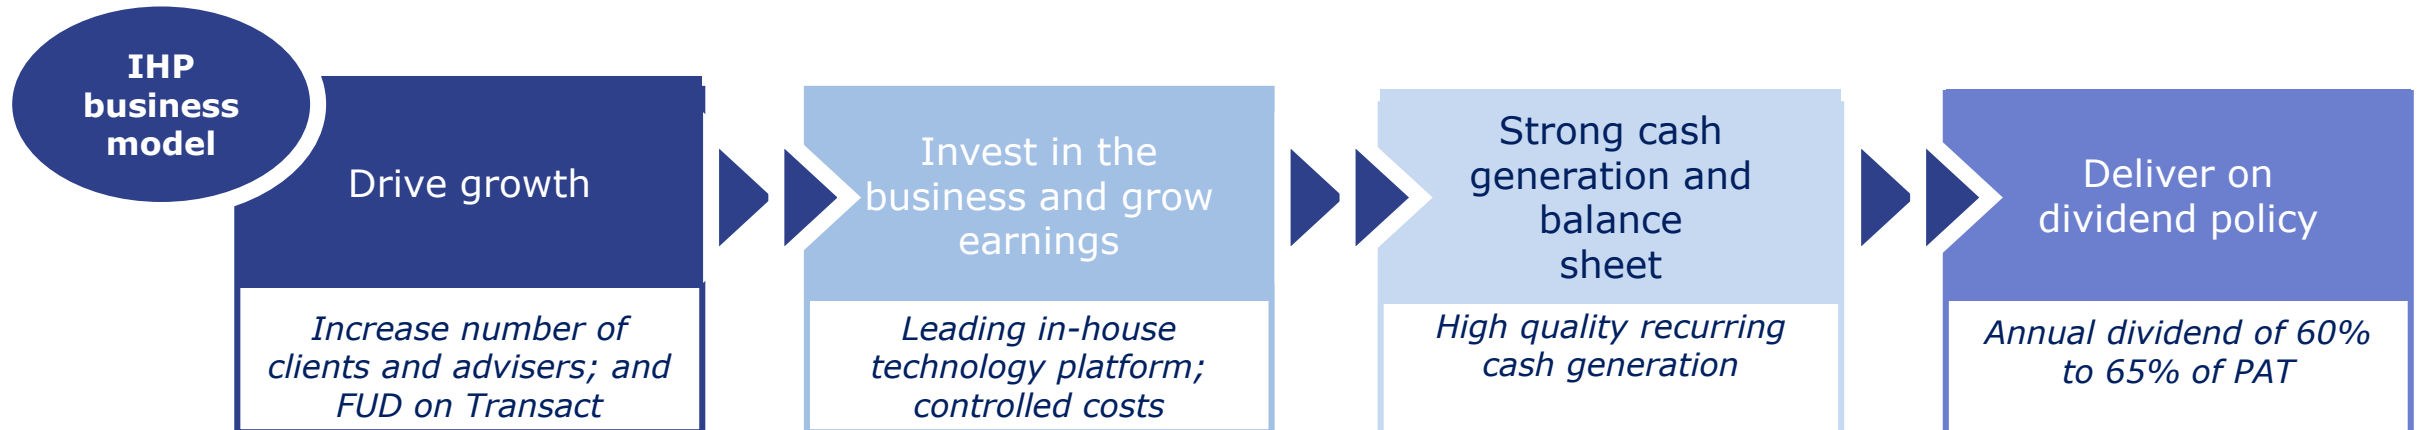 IHP
business
model
Drive growth
Increase number of
clients and advisers; and
FUD on Transact
Invest in the
business and grow
earnings
Leading in-house
technology platform;
controlled costs
Strong cash
generation and
balance
sheet
High quality recurring
cash generation
Deliver on
dividend policy
Annual dividend of 60%
to 65% of PAT